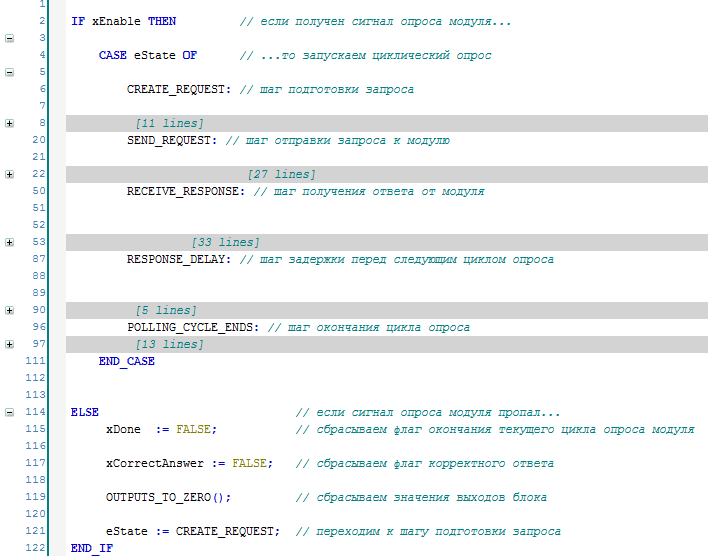 1
2 IF xEnable THEN // если получен сигнал опроса модуля...
3
4 CASE eState OF // ...то запускаем циклический опрос
5
6 CREATE_REQUEST: // шаг подготовки запроса
7
8 [11 lines]
20 SEND_REQUEST: // шаг отправки запроса к модулю
21
22 [27 lines]
50 RECEIVE_RESPONSE: // шаг получения ответа от модуля
51
52
53 [33 lines]
87 RESPONSE_DELAY: // шаг задержки перед следующим циклом опроса
88
89
90 [5 lines]
96 POLLING_CYCLE_ENDS: // шаг окончания цикла опроса
97 [13 lines]
111 END_CASE
112
113
114 ELSE // если сигнал опроса модуля пропал...
115 xDone := FALSE; // сбрасываем флаг окончания текущего цикла опроса модуля
116
117 xCorrectAnswer := FALSE; // сбрасываем флаг корректного ответа
118
119 OUTPUTS_TO_ZERO(); // сбрасываем значения выходов блока
120
121 eState := CREATE_REQUEST; // переходим к шагу подготовки запроса
122 END_IF